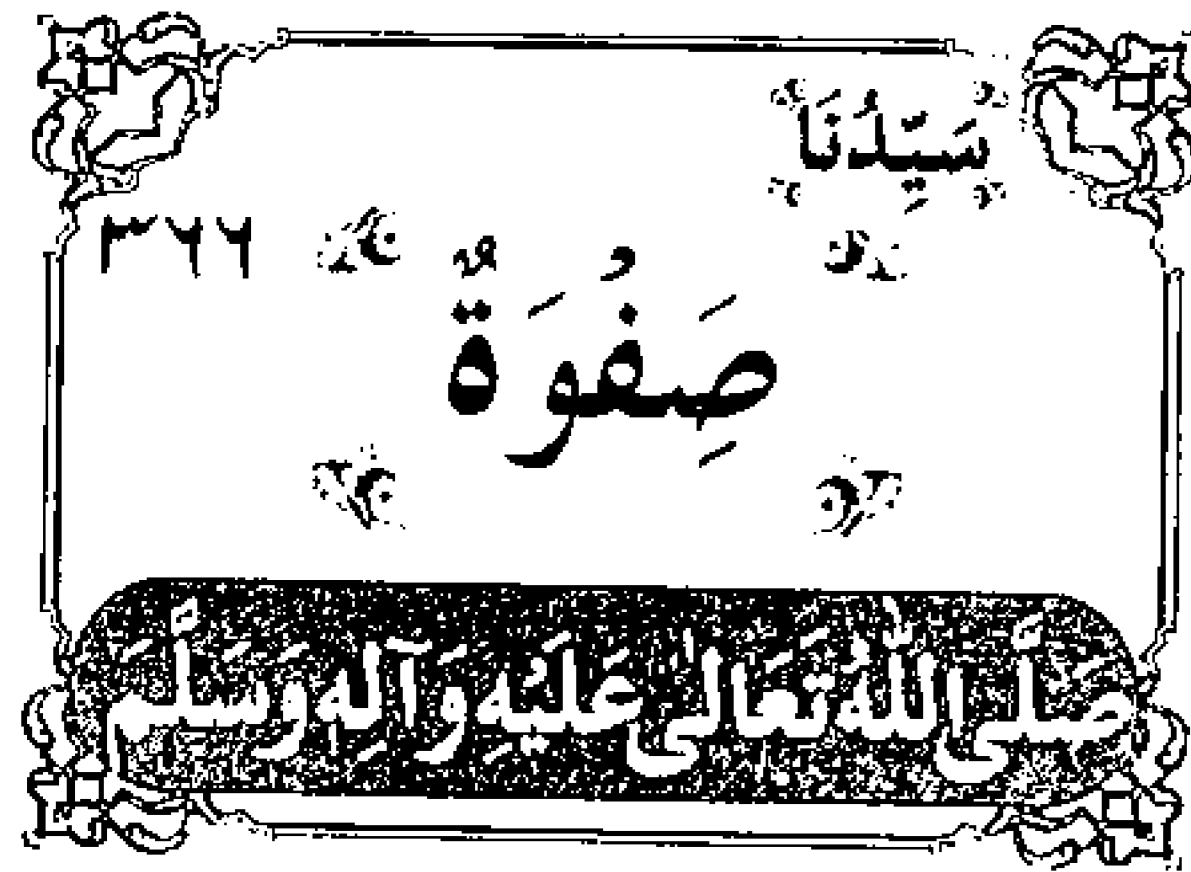 سَيِّدُنَا
٣٦٦
صَِفْوَةٌ
صَلَّى اللّٰهُ تَعَالٰى عَلَيْهِ وَآلِهِ وَسَلَّمَ